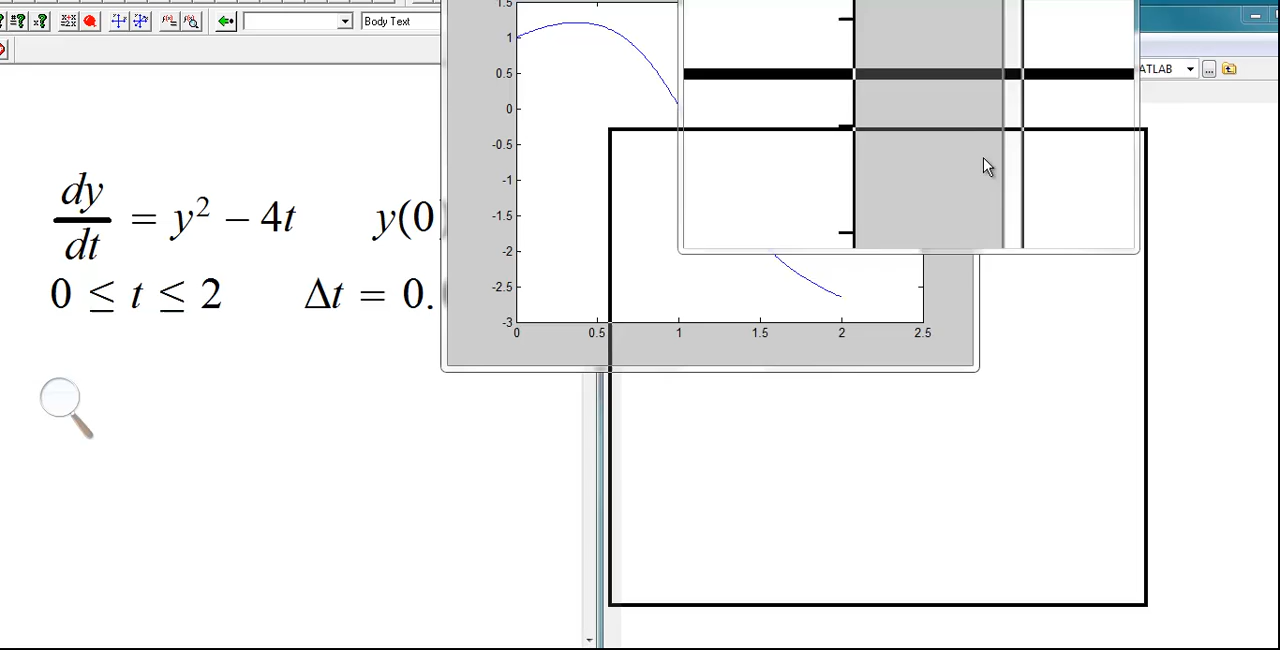 Body Text
ATLAB
...
1.5
1
0.5
0
-0.5
-1
-1.5
-2
-2.5
-3
0 0.5 1 1.5 2 2.5
dy/dt = y² − 4t y(0)
0 ≤ t ≤ 2 Δt = 0.